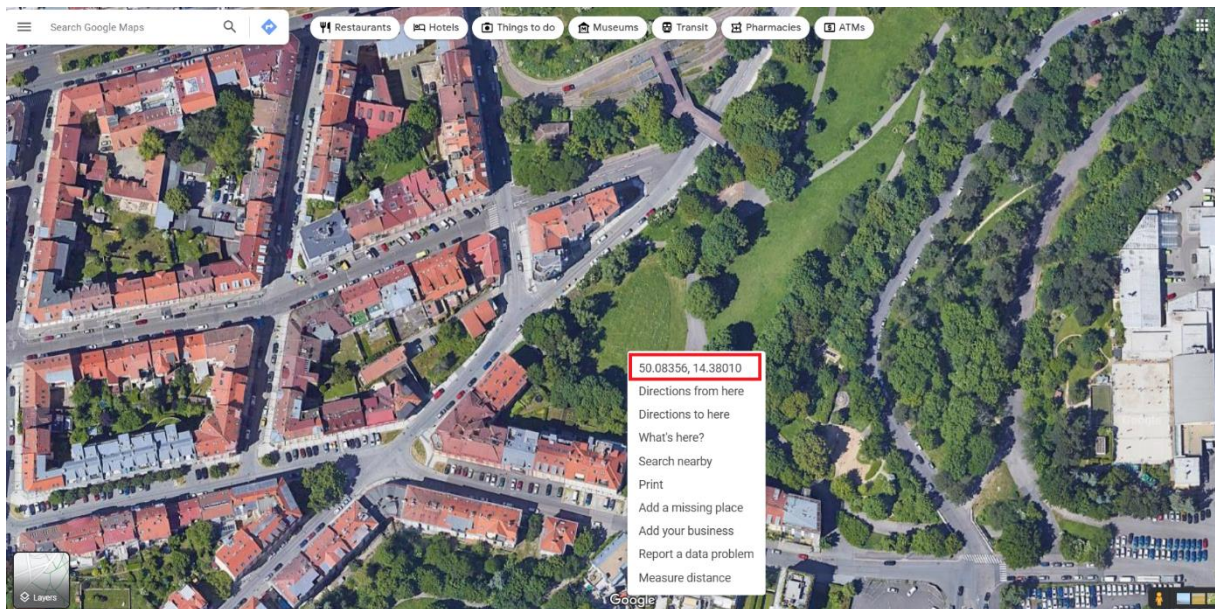 Search Google Maps
Restaurants
Hotels
Things to do
Museums
Transit
Pharmacies
ATMs
50.08356, 14.38010
Directions from here
Directions to here
What's here?
Search nearby
Print
Add a missing place
Add your business
Report a data problem
Measure distance
Layers
Google